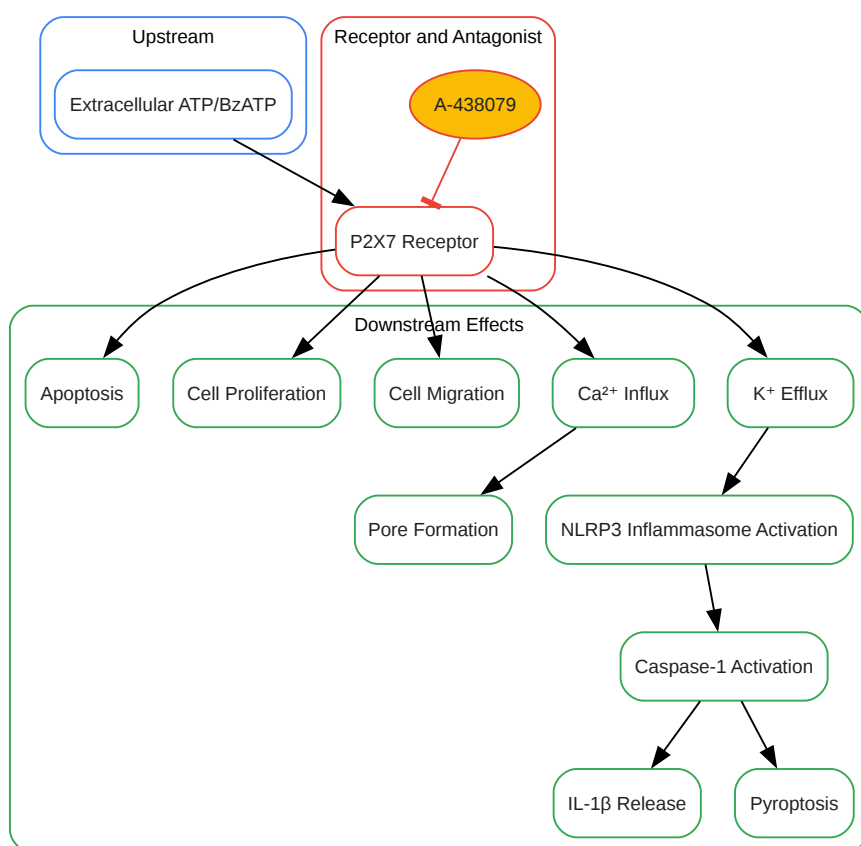 Upstream
Receptor and Antagonist
Extracellular ATP/BzATP
A-438079
P2X7 Receptor
Downstream Effects
Apoptosis
Cell Proliferation
Cell Migration
Ca²⁺ Influx
K⁺ Efflux
Pore Formation
NLRP3 Inflammasome Activation
Caspase-1 Activation
IL-1β Release
Pyroptosis